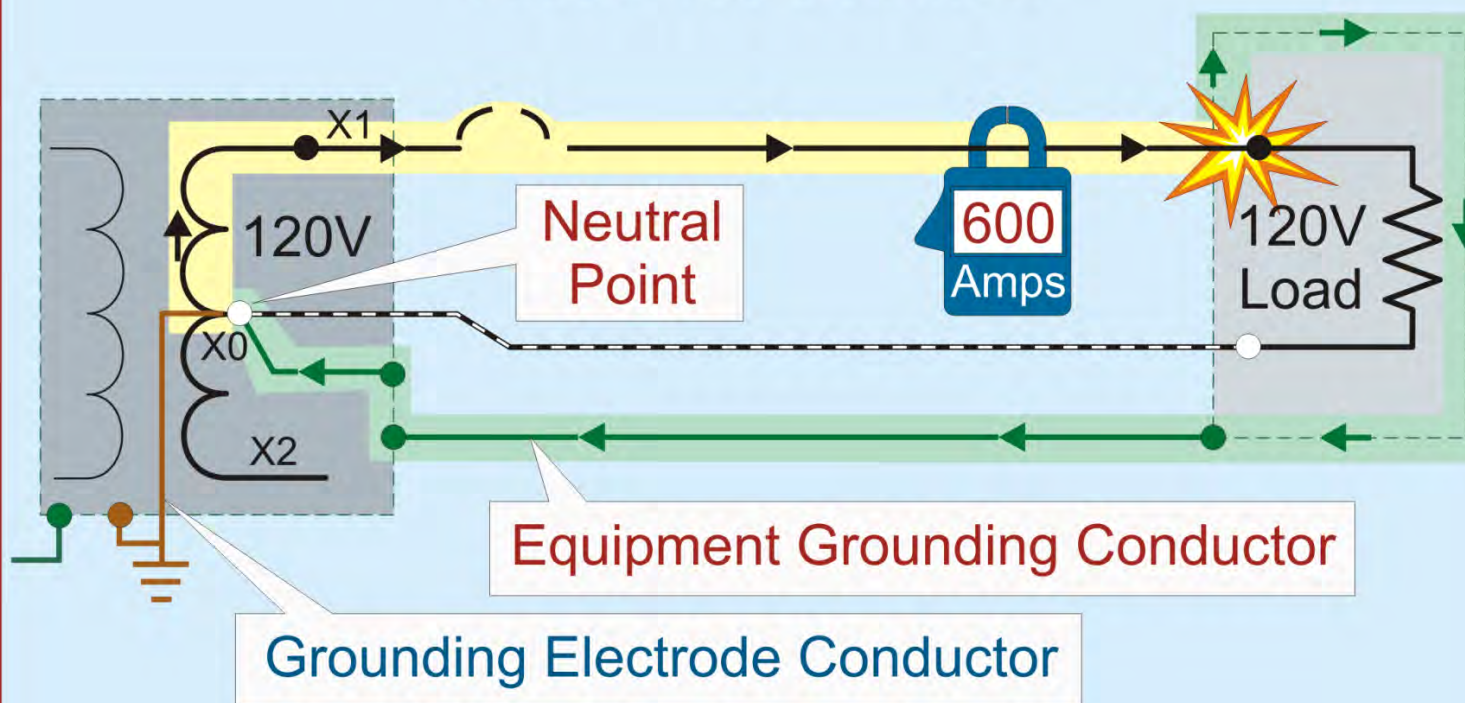 X1
120V
Neutral
Point
600
Amps
120V
Load
X0
X2
Equipment Grounding Conductor
Grounding Electrode Conductor